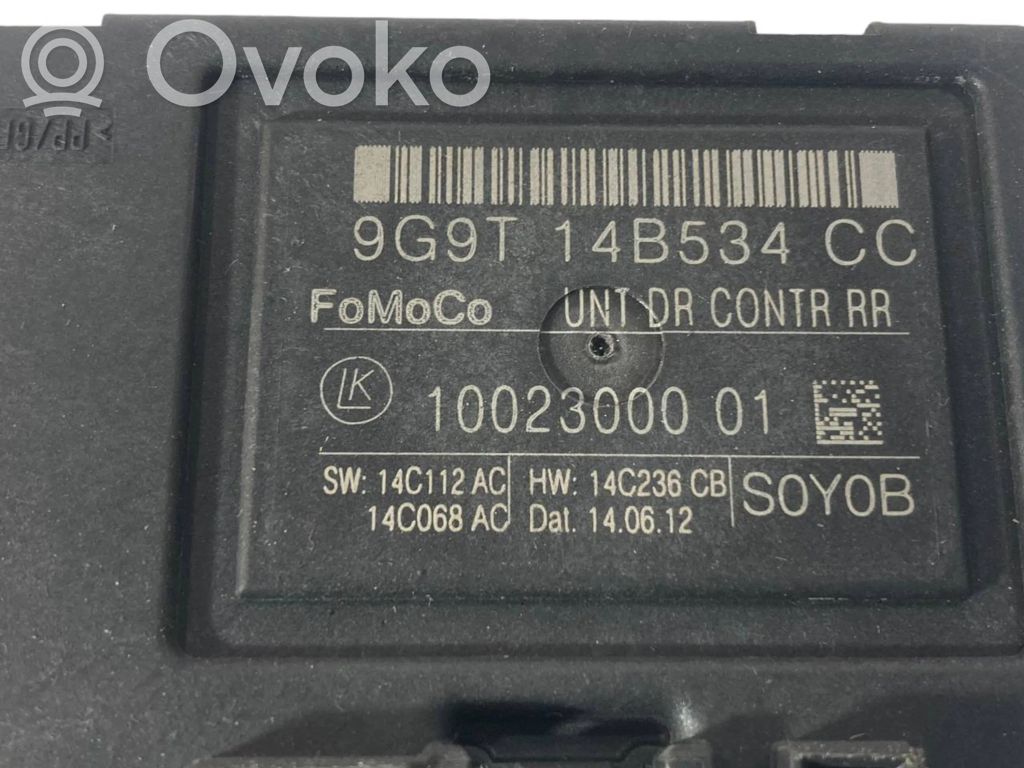 Ovoko
9G9T 14B534 CC
FoMoCo UNT DR CONTR RR
LK 10023000 01
SW: 14C112 AC HW: 14C236 CB S0Y0B
14C068 AC Dat. 14.06.12